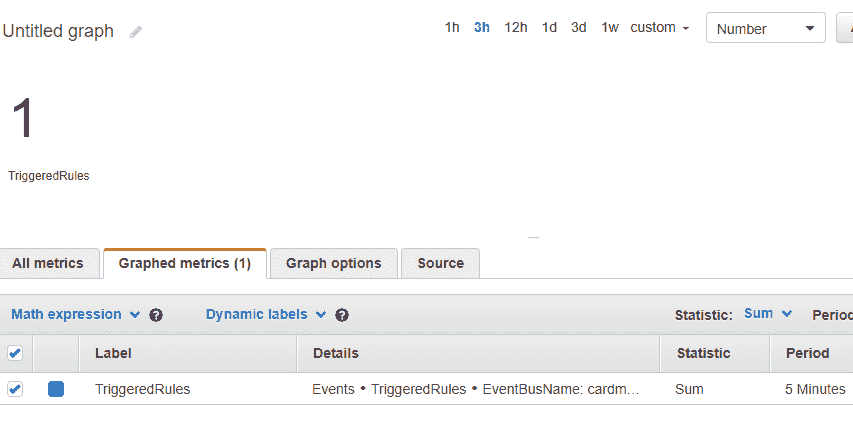 Untitled graph 1h 3h 12h 1d 3d 1w custom Number
1
TriggeredRules
All metrics Graphed metrics (1) Graph options Source
Math expression ? Dynamic labels ? Statistic: Sum Period
Label Details Statistic Period
TriggeredRules Events • TriggeredRules • EventBusName: cardm... Sum 5 Minutes